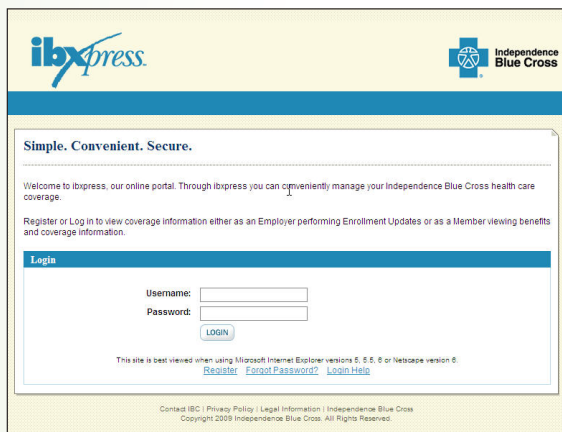 ibxpress.
Independence
Blue Cross
Simple. Convenient. Secure.
Welcome to ibxpress, our online portal. Through ibxpress you can conveniently manage your Independence Blue Cross health care
coverage.
Register or Log in to view coverage information either as an Employer performing Enrollment Updates or as a Member viewing benefits
and coverage information.
Login
Username:
Password:
LOGIN
This site is best viewed when using Microsoft Internet Explorer versions 5, 5.5, 6 or Netscape version 6.
Register Forgot Password? Login Help
Contact IBC | Privacy Policy | Legal Information | Independence Blue Cross
Copyright 2009 Independence Blue Cross. All Rights Reserved.